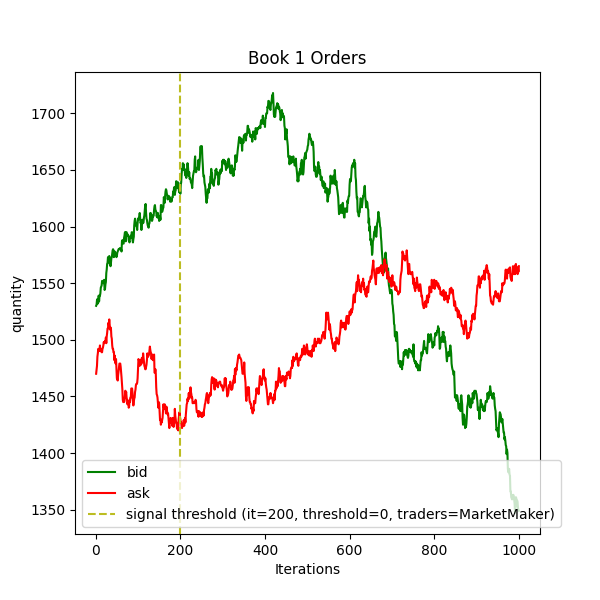 Book 1 Orders
1700
1650
1600
1550
1500
1450
1400
1350
quantity
bid
ask
signal threshold (it=200, threshold=0, traders=MarketMaker)
0
200
400
600
800
1000
Iterations